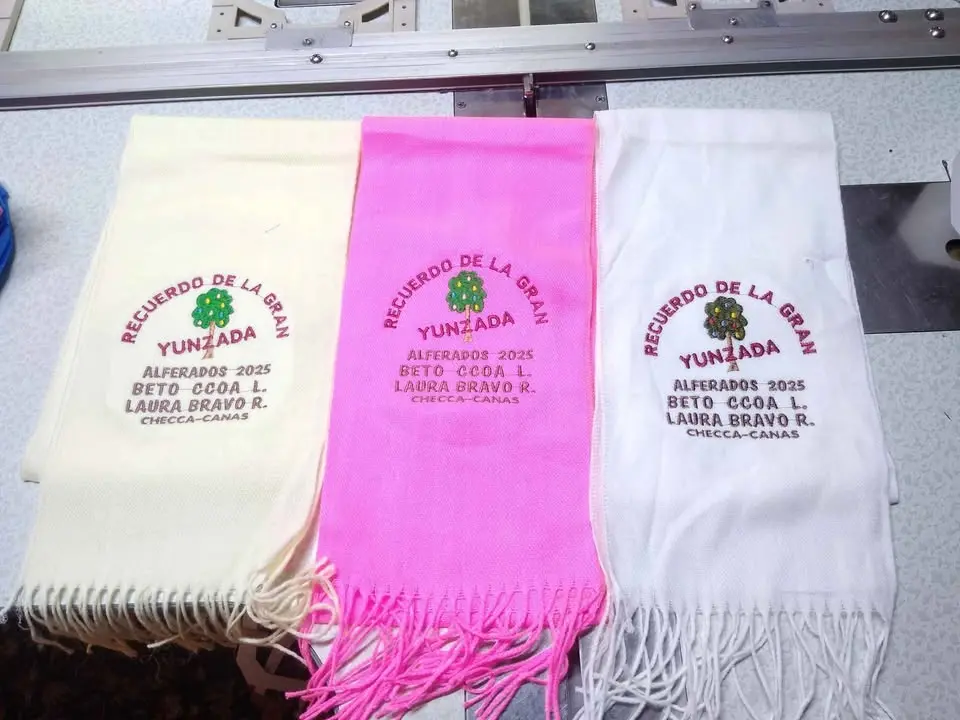 RECUERDO DE LA GRAN
YUNZADA
ALFERADOS 2025
BETO CCOA L.
LAURA BRAVO R.
CHECCA-CANAS
RECUERDO DE LA GRAN
YUNZADA
ALFERADOS 2025
BETO CCOA L.
LAURA BRAVO R.
CHECCA-CANAS
RECUERDO DE LA GRAN
YUNZADA
ALFERADOS 2025
BETO CCOA L.
LAURA BRAVO R.
CHECCA-CANAS